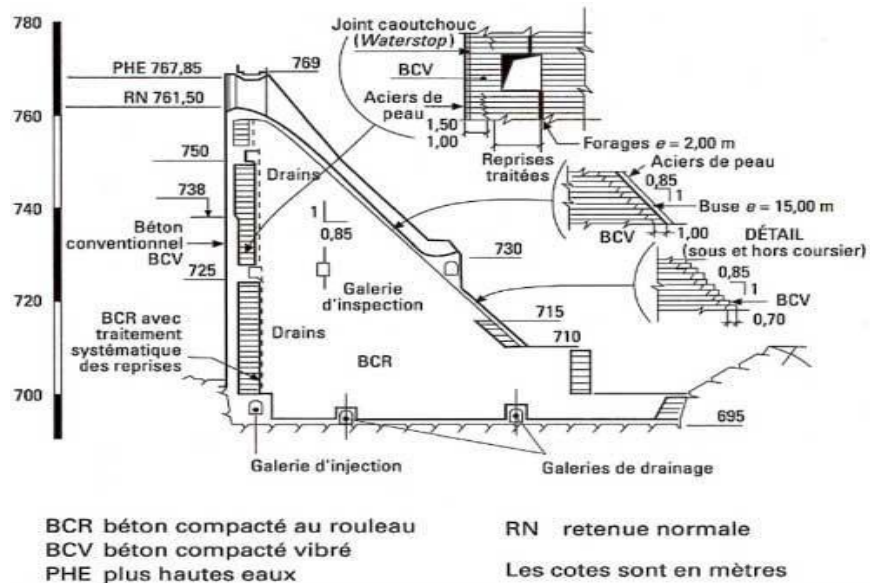 780
760
740
720
700
PHE 767,85
RN 761,50
769
750
738
Béton
conventionnel
BCV
725
BCR avec
traitement
systématique
des reprises
Drains
1
0,85
Galerie
d'inspection
Drains
BCR
730
715
710
695
Galerie d'injection
Galeries de drainage
Joint caoutchouc
(Waterstop)
BCV
Aciers de
peau
1,50
1,00
Reprises
traitées
Forages e = 2,00 m
Aciers de peau
0,85
1
Buse e = 15,00 m
BCV
1,00
DÉTAIL
(sous et hors coursier)
0,85
1
BCV
0,70
BCR béton compacté au rouleau
BCV béton compacté vibré
PHE plus hautes eaux
RN retenue normale
Les cotes sont en mètres